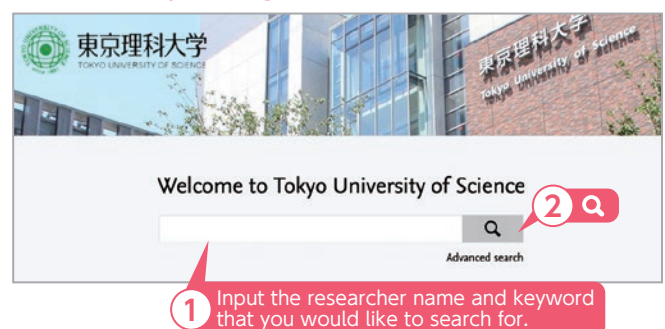 東京理科大学
TOKYO UNIVERSITY OF SCIENCE
東京理科大学
Tokyo University of Science
Welcome to Tokyo University of Science
2
Advanced search
1 Input the researcher name and keyword
that you would like to search for.